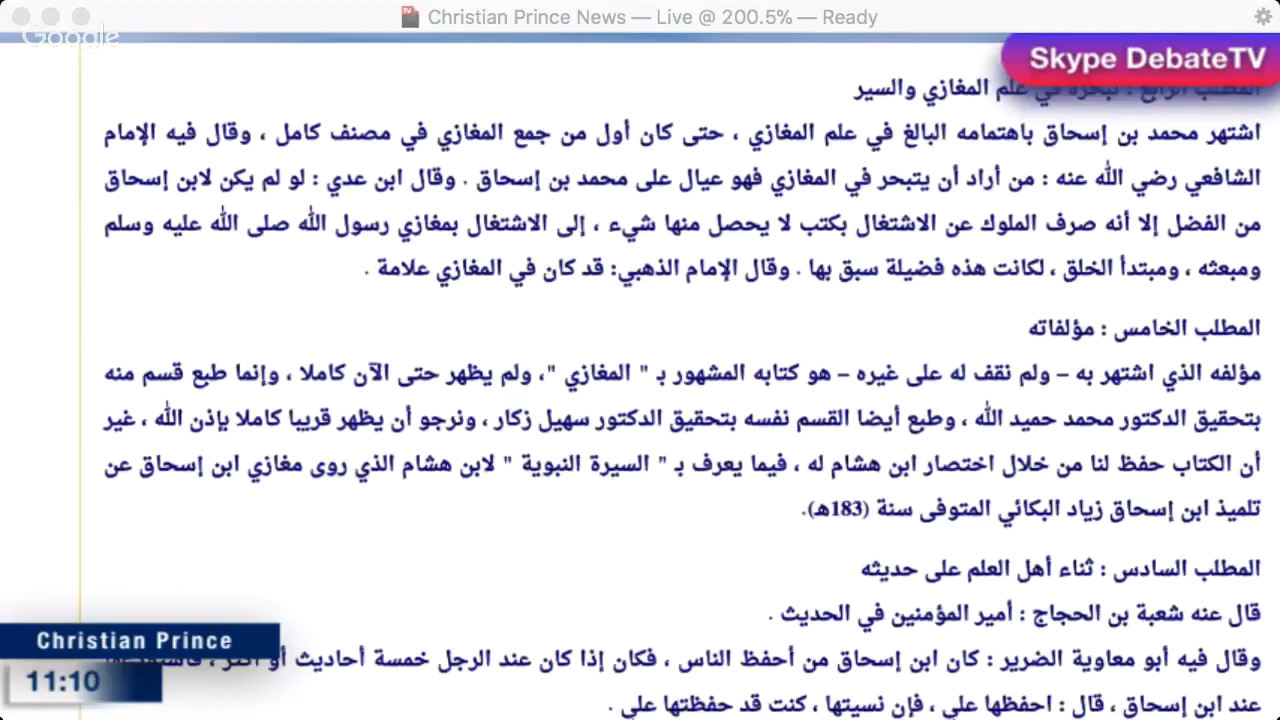 Christian Prince News — Live @ 200.5% — Ready
Google
Skype DebateTV
علم المغازي والسير
اشتهر محمد بن إسحاق باهتمامه البالغ في علم المغازي ، حتى كان أول من جمع المغازي في مصنف كامل ، وقال فيه الإمام
الشافعي رضي الله عنه : من أراد أن يتبحر في المغازي فهو عيال على محمد بن إسحاق . وقال ابن عدي : لو لم يكن لابن إسحاق
من الفضل إلا أنه صرف الملوك عن الاشتغال بكتب لا يحصل منها شيء ، إلى الاشتغال بمغازي رسول الله صلى الله عليه وسلم
ومبعثه ، ومبتدأ الخلق ، لكانت هذه فضيلة سبق بها . وقال الإمام الذهبي: قد كان في المغازي علامة .
المطلب الخامس : مؤلفاته
مؤلفه الذي اشتهر به – ولم نقف له على غيره – هو كتابه المشهور بـ " المغازي "، ولم يظهر حتى الآن كاملا ، وإنما طبع قسم منه
بتحقيق الدكتور محمد حميد الله ، وطبع أيضا القسم نفسه بتحقيق الدكتور سهيل زكار ، ونرجو أن يظهر قريبا كاملا بإذن الله ، غير
أن الكتاب حفظ لنا من خلال اختصار ابن هشام له ، فيما يعرف بـ " السيرة النبوية " لابن هشام الذي روى مغازي ابن إسحاق عن
تلميذ ابن إسحاق زياد البكائي المتوفى سنة (183هـ).
المطلب السادس : ثناء أهل العلم على حديثه
قال عنه شعبة بن الحجاج : أمير المؤمنين في الحديث .
وقال فيه أبو معاوية الضرير : كان ابن إسحاق من أحفظ الناس ، فكان إذا كان عند الرجل خمسة أحاديث أو أكثر ،
عند ابن إسحاق ، قال : احفظها علي ، فإن نسيتها ، كنت قد حفظتها علي .
Christian Prince
11:10